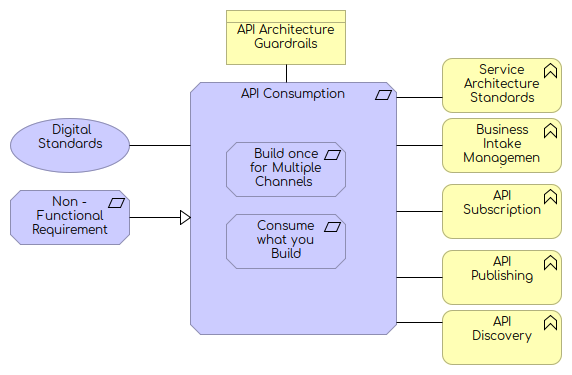 API Architecture
Guardrails
API Consumption
Digital
Standards
Non -
Functional
Requirement
Build once
for Multiple
Channels
Consume
what you
Build
Service
Architecture
Standards
Business
Intake
Managemen
API
Subscription
API
Publishing
API
Discovery